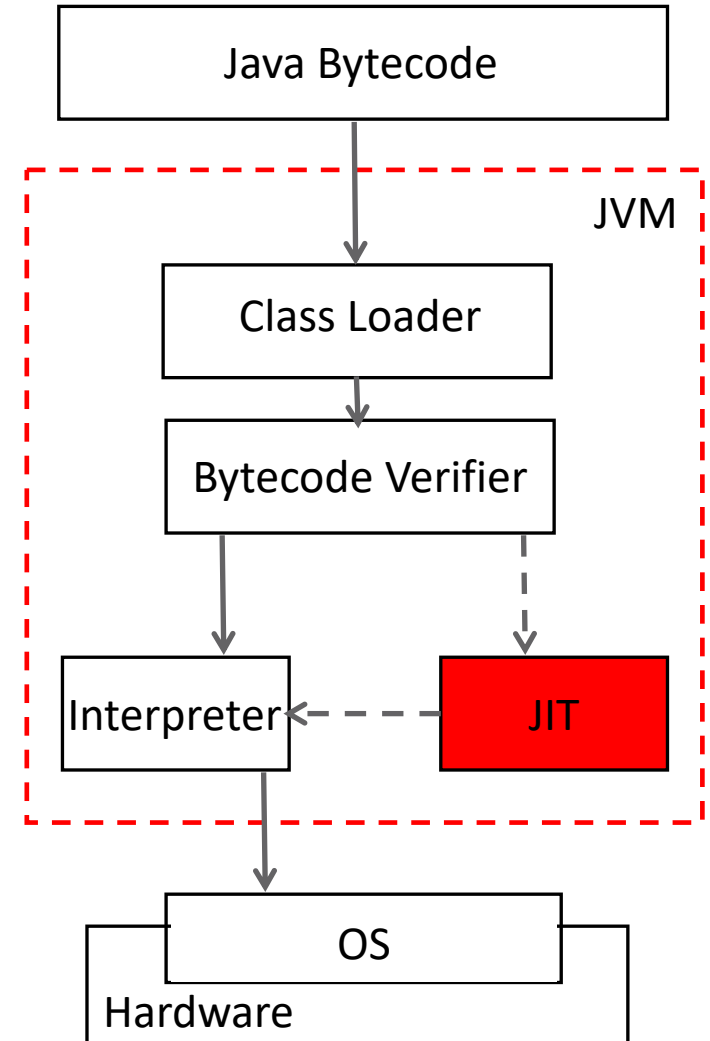 Java Bytecode
JVM
Class Loader
Bytecode Verifier
Interpreter
JIT
OS
Hardware